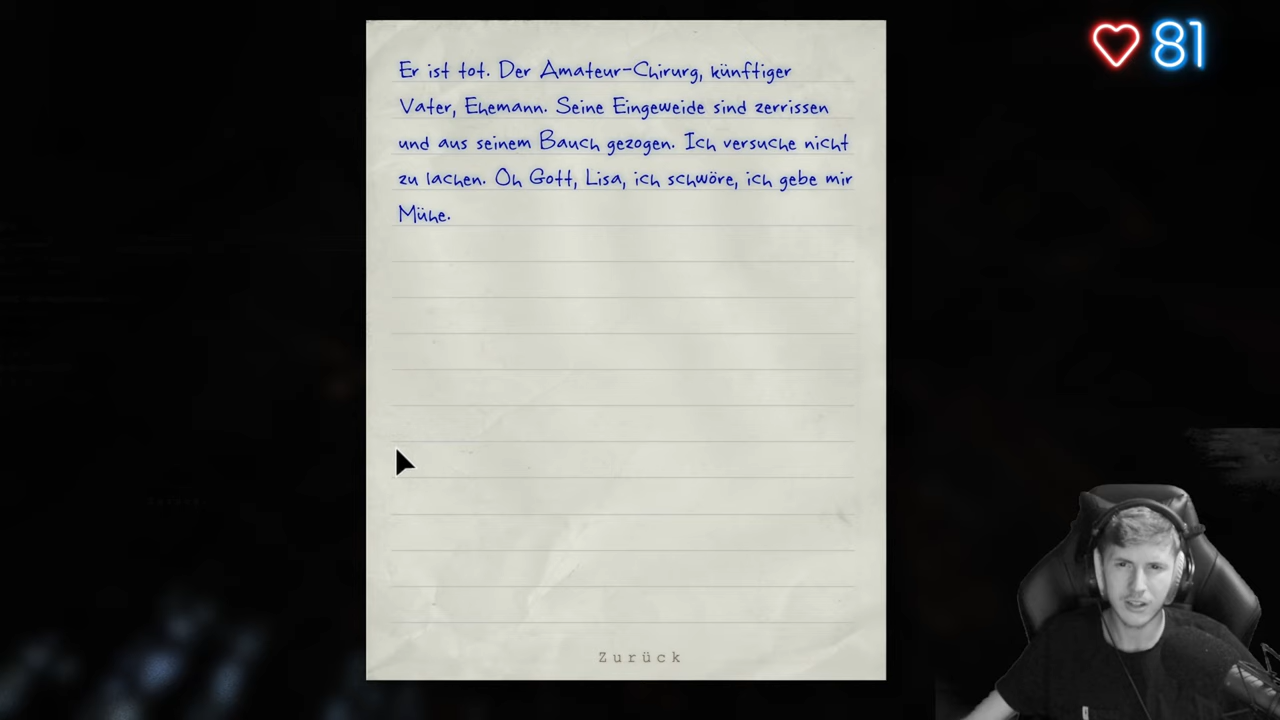 81
Er ist tot. Der Amateur-Chirurg, künftiger
Vater, Ehemann. Seine Eingeweide sind zerrissen
und aus seinem Bauch gezogen. Ich versuche nicht
zu lachen. Oh Gott, Lisa, ich schwöre, ich gebe mir
Mühe.
Zurück